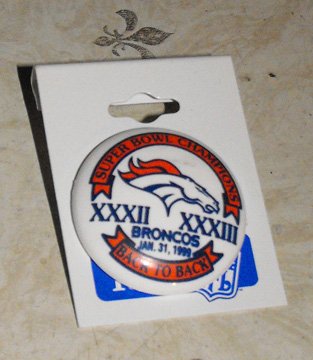 SUPER BOWL CHAMPIONS
XXXII XXXIII
BRONCOS
JAN. 31, 1999
BACK TO BACK